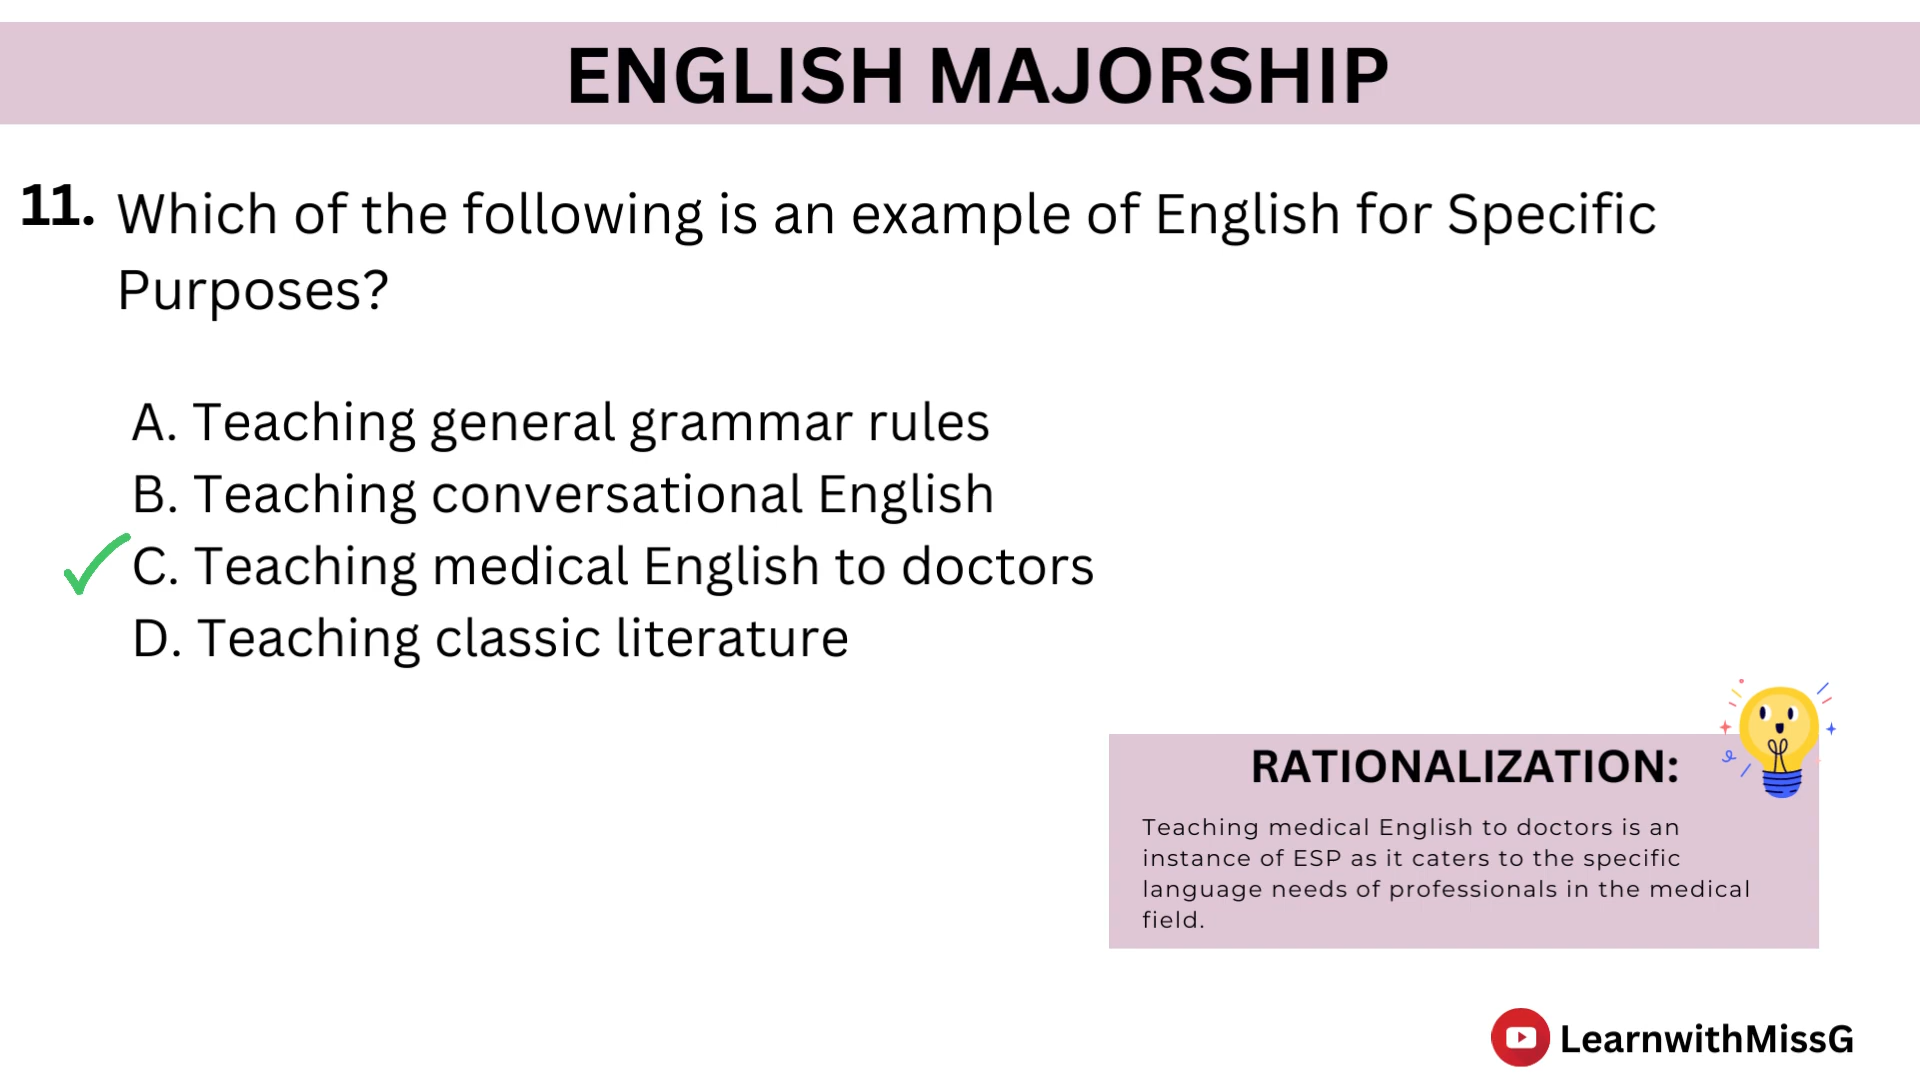 ENGLISH MAJORSHIP
11. Which of the following is an example of English for Specific
Purposes?
A. Teaching general grammar rules
B. Teaching conversational English
C. Teaching medical English to doctors
D. Teaching classic literature
RATIONALIZATION:
Teaching medical English to doctors is an
instance of ESP as it caters to the specific
language needs of professionals in the medical
field.
LearnwithMissG